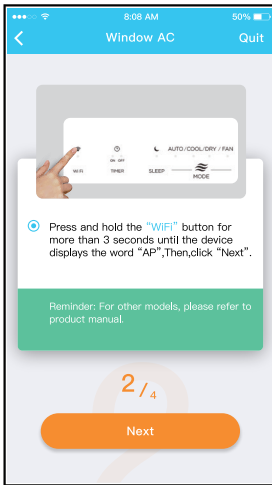 8:08 AM 50%
Window AC Quit
AUTO/COOL/DRY / FAN
ON OFF
Wi Fi TIMER SLEEP MODE
Press and hold the “WiFi” button for
more than 3 seconds until the device
displays the word “AP”,Then,click “Next”.
Reminder: For other models, please refer to
product manual.
2/4
Next